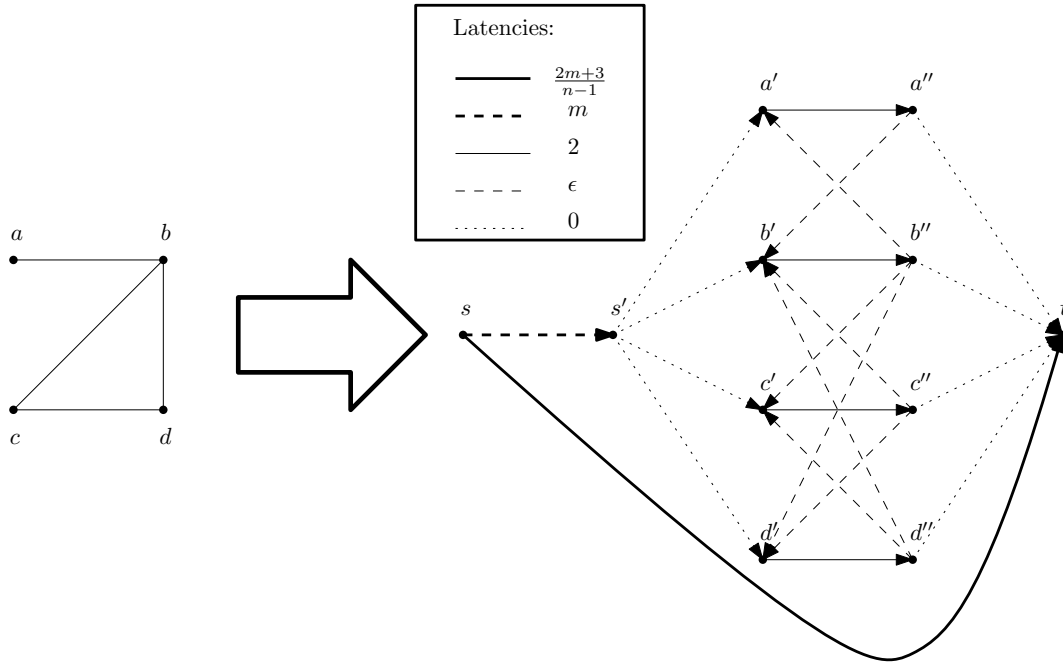 Latencies:
2m+3
n−1
m
2
ϵ
0
a
b
c
d
s
s′
a′
a′′
b′
b′′
c′
c′′
d′
d′′
t